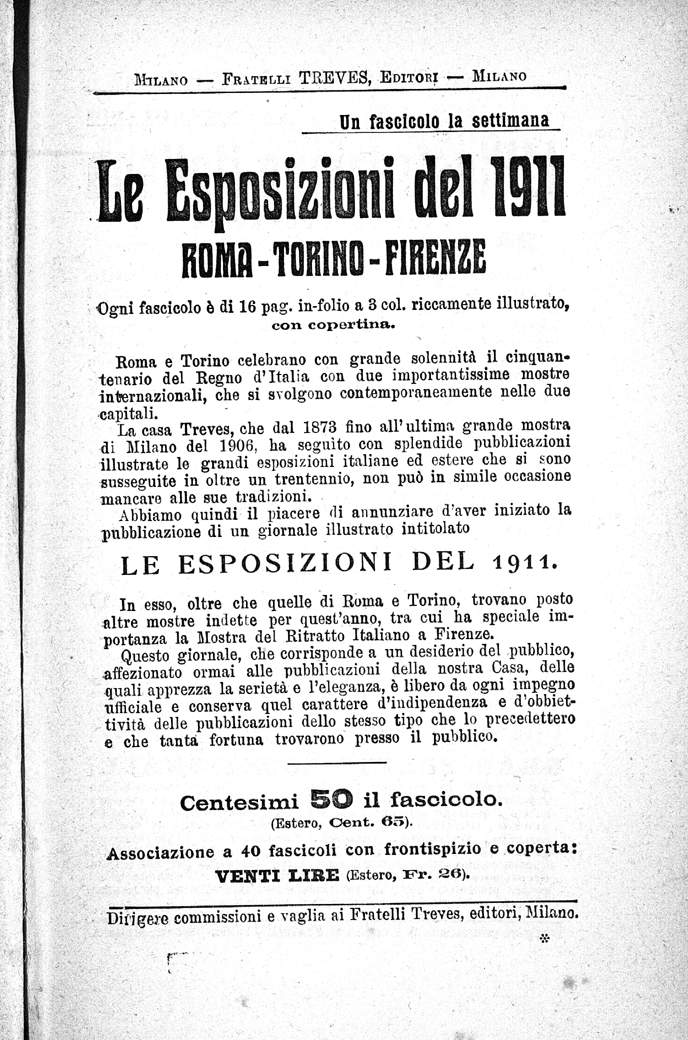 MILANO — FRATELLI TREVES, EDITORI — MILANO
Un fascicolo la settimana
Le Esposizioni del 1911
ROMA-TORINO-FIRENZE
Ogni fascicolo è di 16 pag. in-folio a 3 col. riccamente illustrato,
con copertina.
Roma e Torino celebrano con grande solennità il cinquan-
tenario del Regno d'Italia con due importantissime mostre
internazionali, che si svolgono contemporaneamente nelle due
capitali.
La casa Treves, che dal 1873 fino all'ultima grande mostra
di Milano del 1906, ha seguito con splendide pubblicazioni
illustrate le grandi esposizioni italiane ed estere che si sono
susseguite in oltre un trentennio, non può in simile occasione
mancare alle sue tradizioni.
Abbiamo quindi il piacere di annunziare d'aver iniziato la
pubblicazione di un giornale illustrato intitolato
LE ESPOSIZIONI DEL 1911.
In esso, oltre che quelle di Roma e Torino, trovano posto
altre mostre indette per quest'anno, tra cui ha speciale im-
portanza la Mostra del Ritratto Italiano a Firenze.
Questo giornale, che corrisponde a un desiderio del pubblico,
affezionato ormai alle pubblicazioni della nostra Casa, delle
quali apprezza la serietà e l'eleganza, è libero da ogni impegno
ufficiale e conserva quel carattere d'indipendenza e d'obbiet-
tività delle pubblicazioni dello stesso tipo che lo precedettero
e che tanta fortuna trovarono presso il pubblico.
Centesimi 50 il fascicolo.
(Estero, Cent. 65).
Associazione a 40 fascicoli con frontispizio e coperta:
VENTI LIRE (Estero, Fr. 26).
Dirigere commissioni e vaglia ai Fratelli Treves, editori, Milano.
*